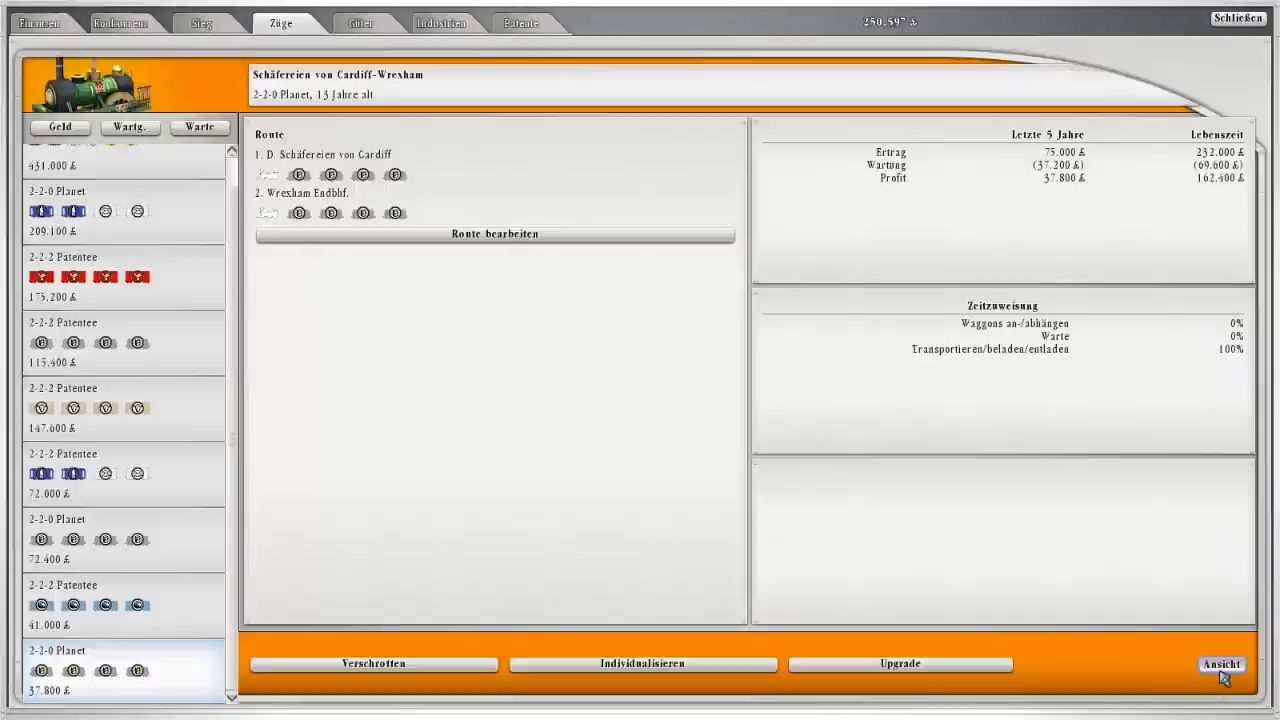 Finanzen Konkurrenz Sieg Züge Güter Industrien Patente 250.597 £ Schließen
Schäfereien von Cardiff-Wrexham
2-2-0 Planet, 13 Jahre alt
Geld Wartg. Warte
431.000 £
2-2-0 Planet
209.100 £
2-2-2 Patentee
175.200 £
2-2-2 Patentee
115.400 £
2-2-2 Patentee
147.600 £
2-2-2 Patentee
72.000 £
2-2-0 Planet
72.400 £
2-2-2 Patentee
41.000 £
2-2-0 Planet
37.800 £
Route
1. D. Schäfereien von Cardiff
2. Wrexham Endbhf.
Route bearbeiten
Letzte 5 Jahre Lebenszeit
Ertrag 75.000 £ 232.000 £
Wartung (37.200 £) (69.600 £)
Profit 37.800 £ 162.400 £
Zeitzuweisung
Waggons an-/abhängen 0%
Warte 0%
Transportieren/beladen/entladen 100%
Verschrotten Individualisieren Upgrade Ansicht